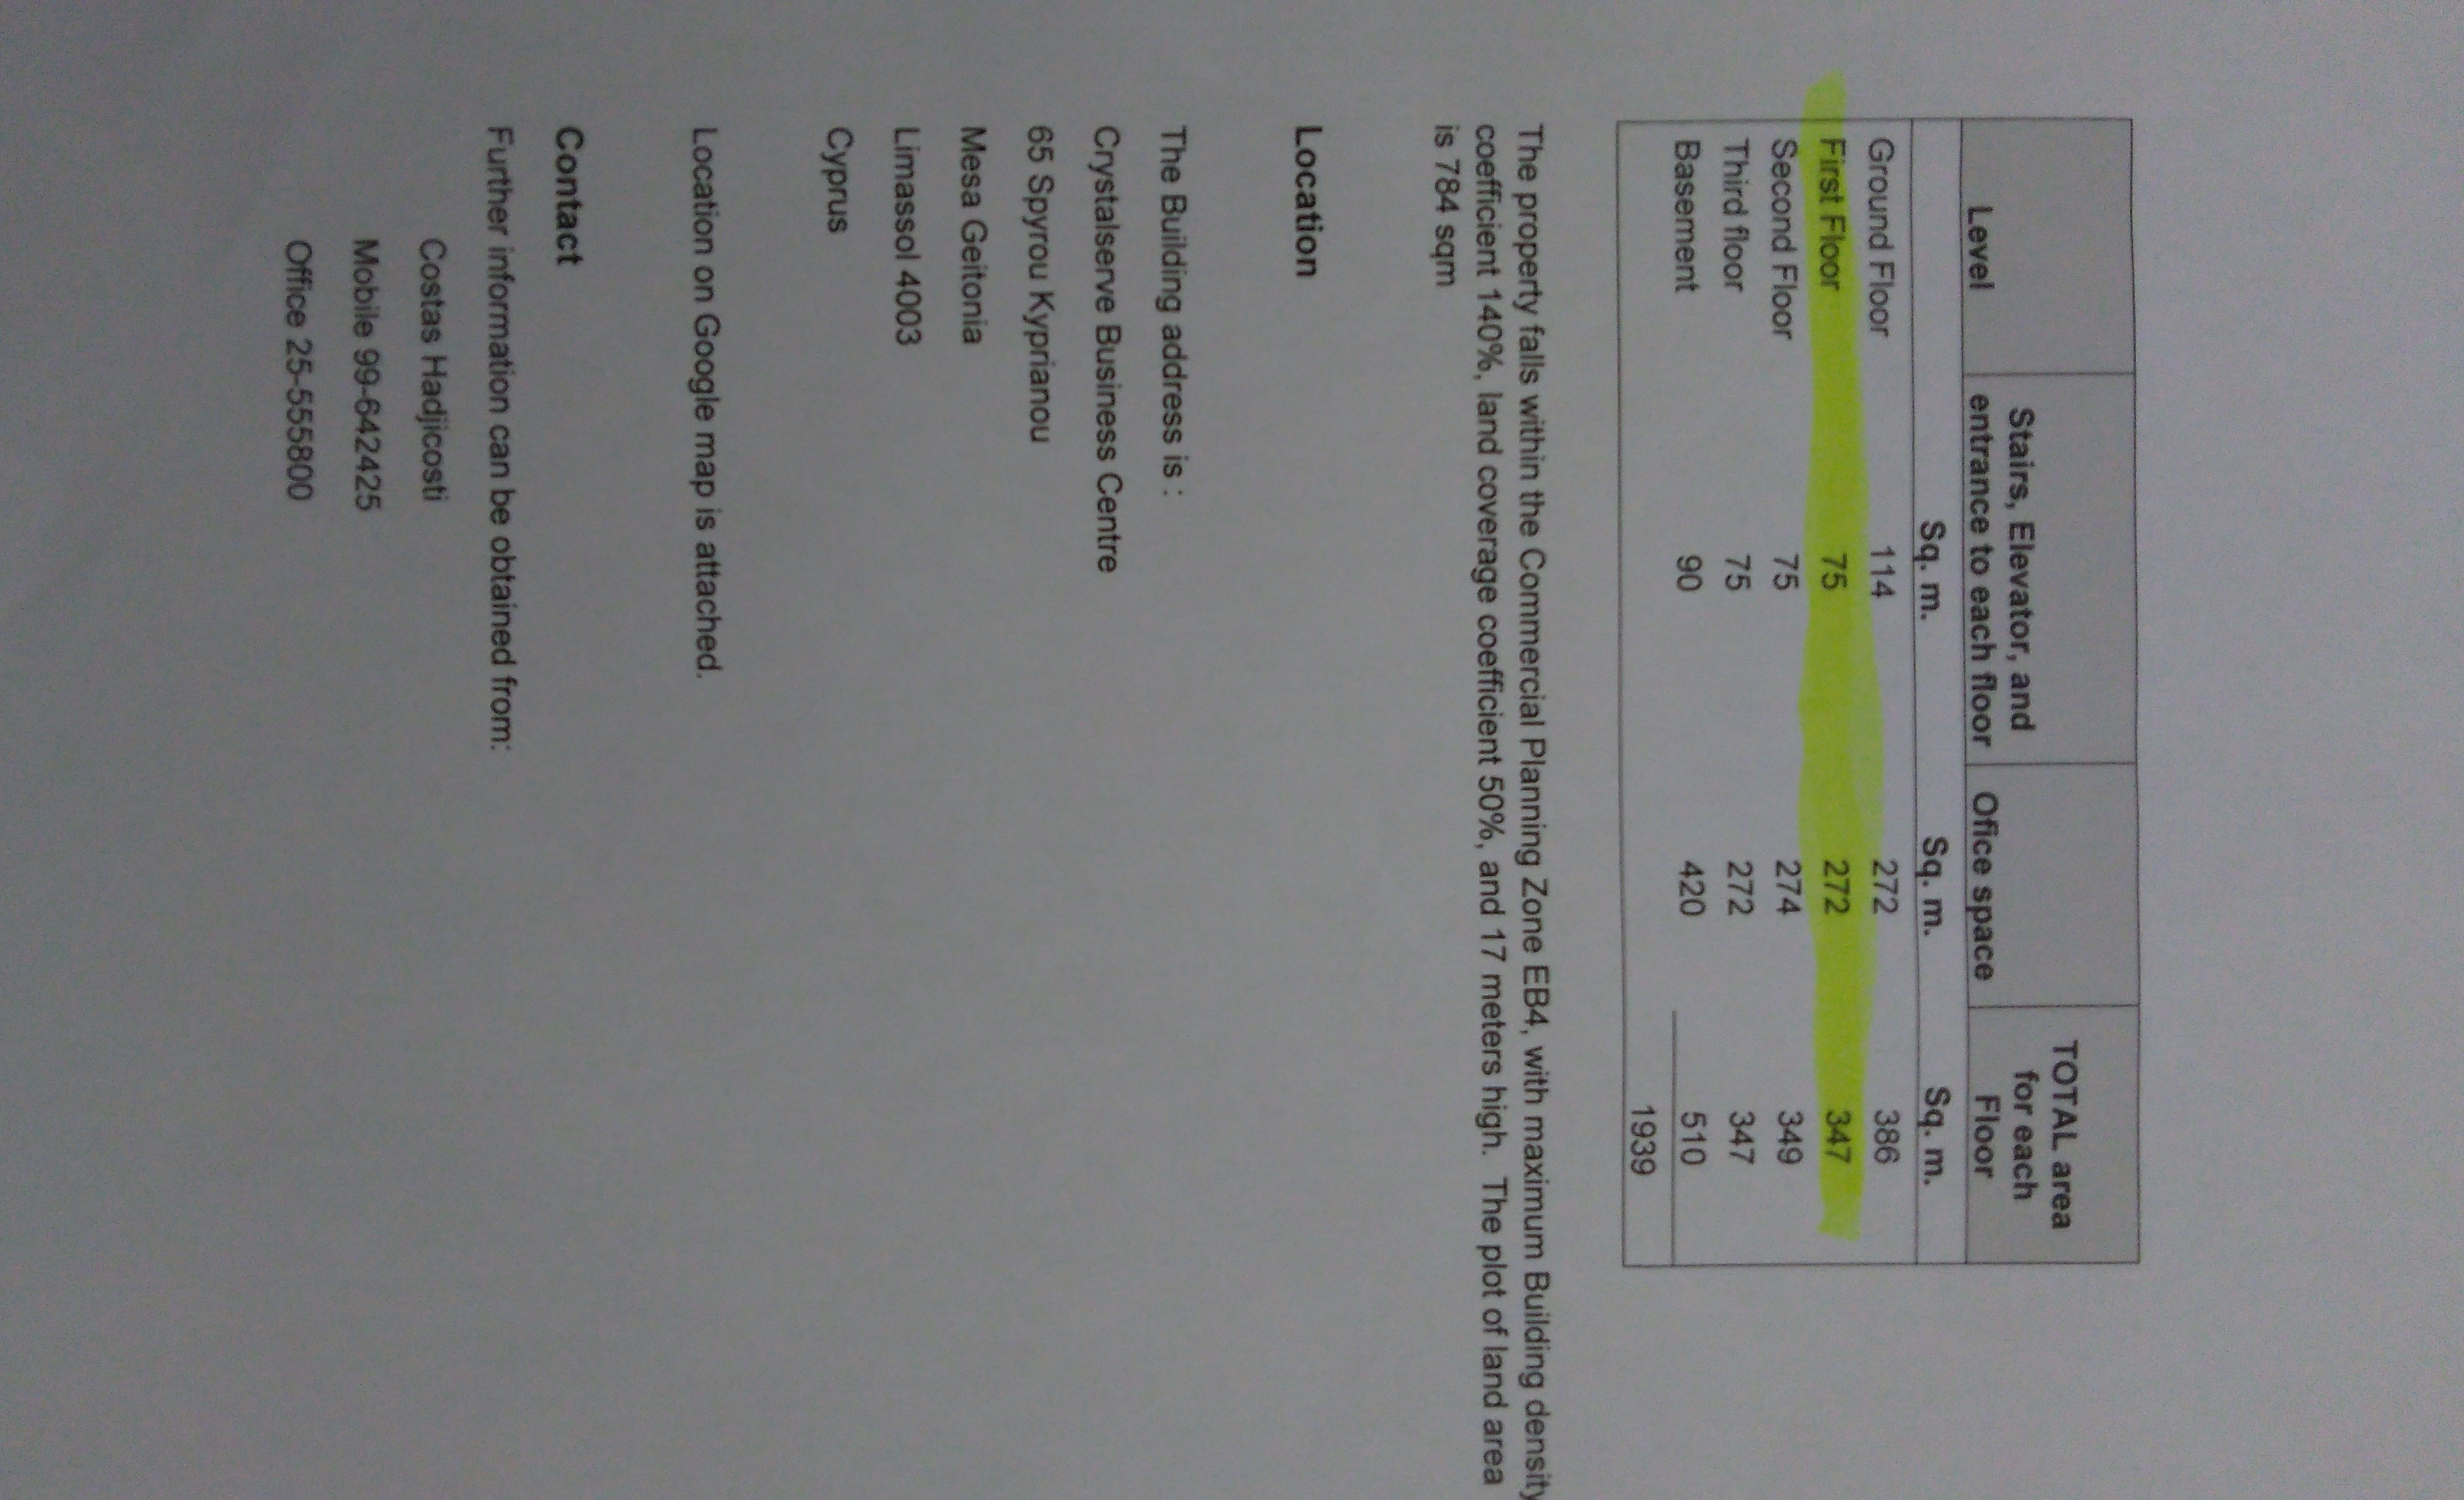 Level Stairs, Elevator, and entrance to each floor Ofice space TOTAL area for each Floor
Sq. m. Sq. m. Sq. m.
Ground Floor 114 272 386
First Floor 75 272 347
Second Floor 75 274 349
Third floor 75 272 347
Basement 90 420 510
1939
The property falls within the Commercial Planning Zone EB4, with maximum Building density
coefficient 140%, land coverage coefficient 50%, and 17 meters high. The plot of land area
is 784 sqm
Location
The Building address is :
Crystalserve Business Centre
65 Spyrou Kyprianou
Mesa Geitonia
Limassol 4003
Cyprus
Location on Google map is attached.
Contact
Further information can be obtained from:
Costas Hadjicosti
Mobile 99-642425
Office 25-555800